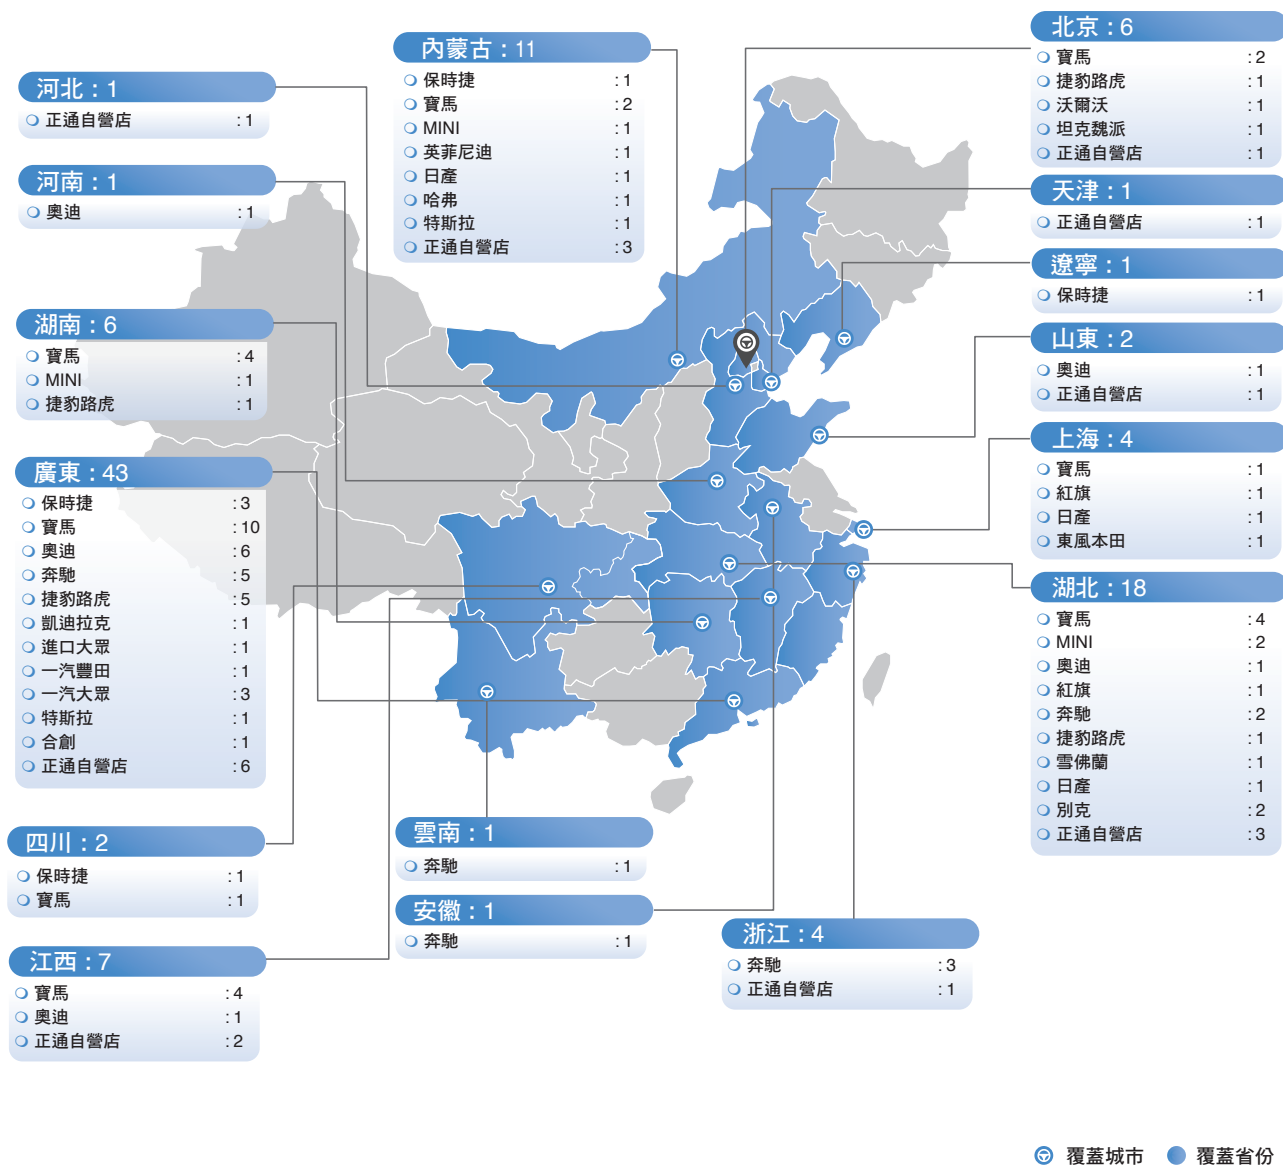 河北 : 1
正通自營店 : 1
河南 : 1
奧迪 : 1
湖南 : 6
寶馬 : 4
MINI : 1
捷豹路虎 : 1
廣東 : 43
保時捷 : 3
寶馬 : 10
奧迪 : 6
奔馳 : 5
捷豹路虎 : 5
凱迪拉克 : 1
進口大眾 : 1
一汽豐田 : 1
一汽大眾 : 3
特斯拉 : 1
合創 : 1
正通自營店 : 6
四川 : 2
保時捷 : 1
寶馬 : 1
江西 : 7
寶馬 : 4
奧迪 : 1
正通自營店 : 2
內蒙古 : 11
保時捷 : 1
寶馬 : 2
MINI : 1
英菲尼迪 : 1
日產 : 1
哈弗 : 1
特斯拉 : 1
正通自營店 : 3
雲南 : 1
奔馳 : 1
安徽 : 1
奔馳 : 1
浙江 : 4
奔馳 : 3
正通自營店 : 1
北京 : 6
寶馬 : 2
捷豹路虎 : 1
沃爾沃 : 1
坦克魏派 : 1
正通自營店 : 1
天津 : 1
正通自營店 : 1
遼寧 : 1
保時捷 : 1
山東 : 2
奧迪 : 1
正通自營店 : 1
上海 : 4
寶馬 : 1
紅旗 : 1
日產 : 1
東風本田 : 1
湖北 : 18
寶馬 : 4
MINI : 2
奧迪 : 1
紅旗 : 1
奔馳 : 2
捷豹路虎 : 1
雪佛蘭 : 1
日產 : 1
別克 : 2
正通自營店 : 3
覆蓋城市 覆蓋省份